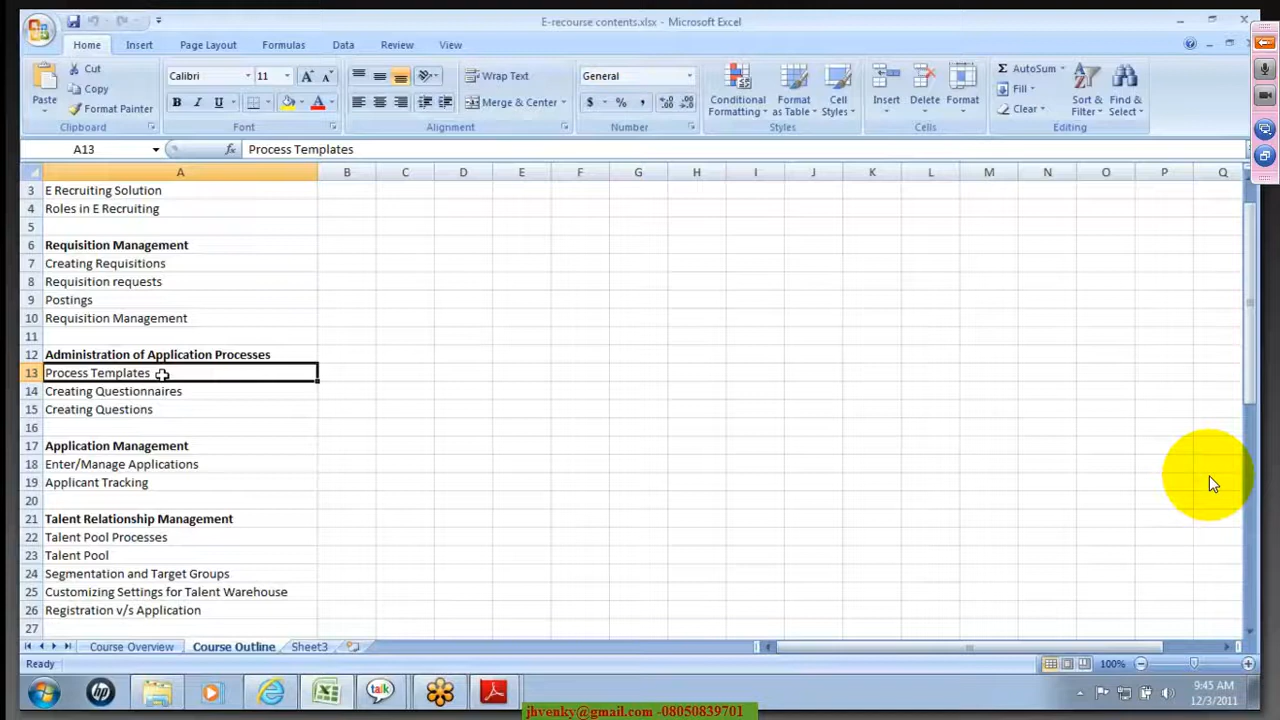 E-recourse contents.xlsx - Microsoft Excel
Home Insert Page Layout Formulas Data Review View
Paste
Cut
Copy
Format Painter
Clipboard
Calibri 11
B I U
Font
Wrap Text
Merge & Center
Alignment
General
$ % ,
Number
Conditional Formatting
Format as Table
Cell Styles
Styles
Insert Delete Format
Cells
Σ AutoSum
Fill
Clear
Sort & Filter
Find & Select
Editing
A13 fx Process Templates
A B C D E F G H I J K L M N O P Q
3 E Recruiting Solution
4 Roles in E Recruiting
5
6 Requisition Management
7 Creating Requisitions
8 Requisition requests
9 Postings
10 Requisition Management
11
12 Administration of Application Processes
13 Process Templates
14 Creating Questionnaires
15 Creating Questions
16
17 Application Management
18 Enter/Manage Applications
19 Applicant Tracking
20
21 Talent Relationship Management
22 Talent Pool Processes
23 Talent Pool
24 Segmentation and Target Groups
25 Customizing Settings for Talent Warehouse
26 Registration v/s Application
27
Course Overview Course Outline Sheet3
Ready 100%
hp talk 9:45 AM
12/3/2011
jhvenky@gmail.com -08050839701